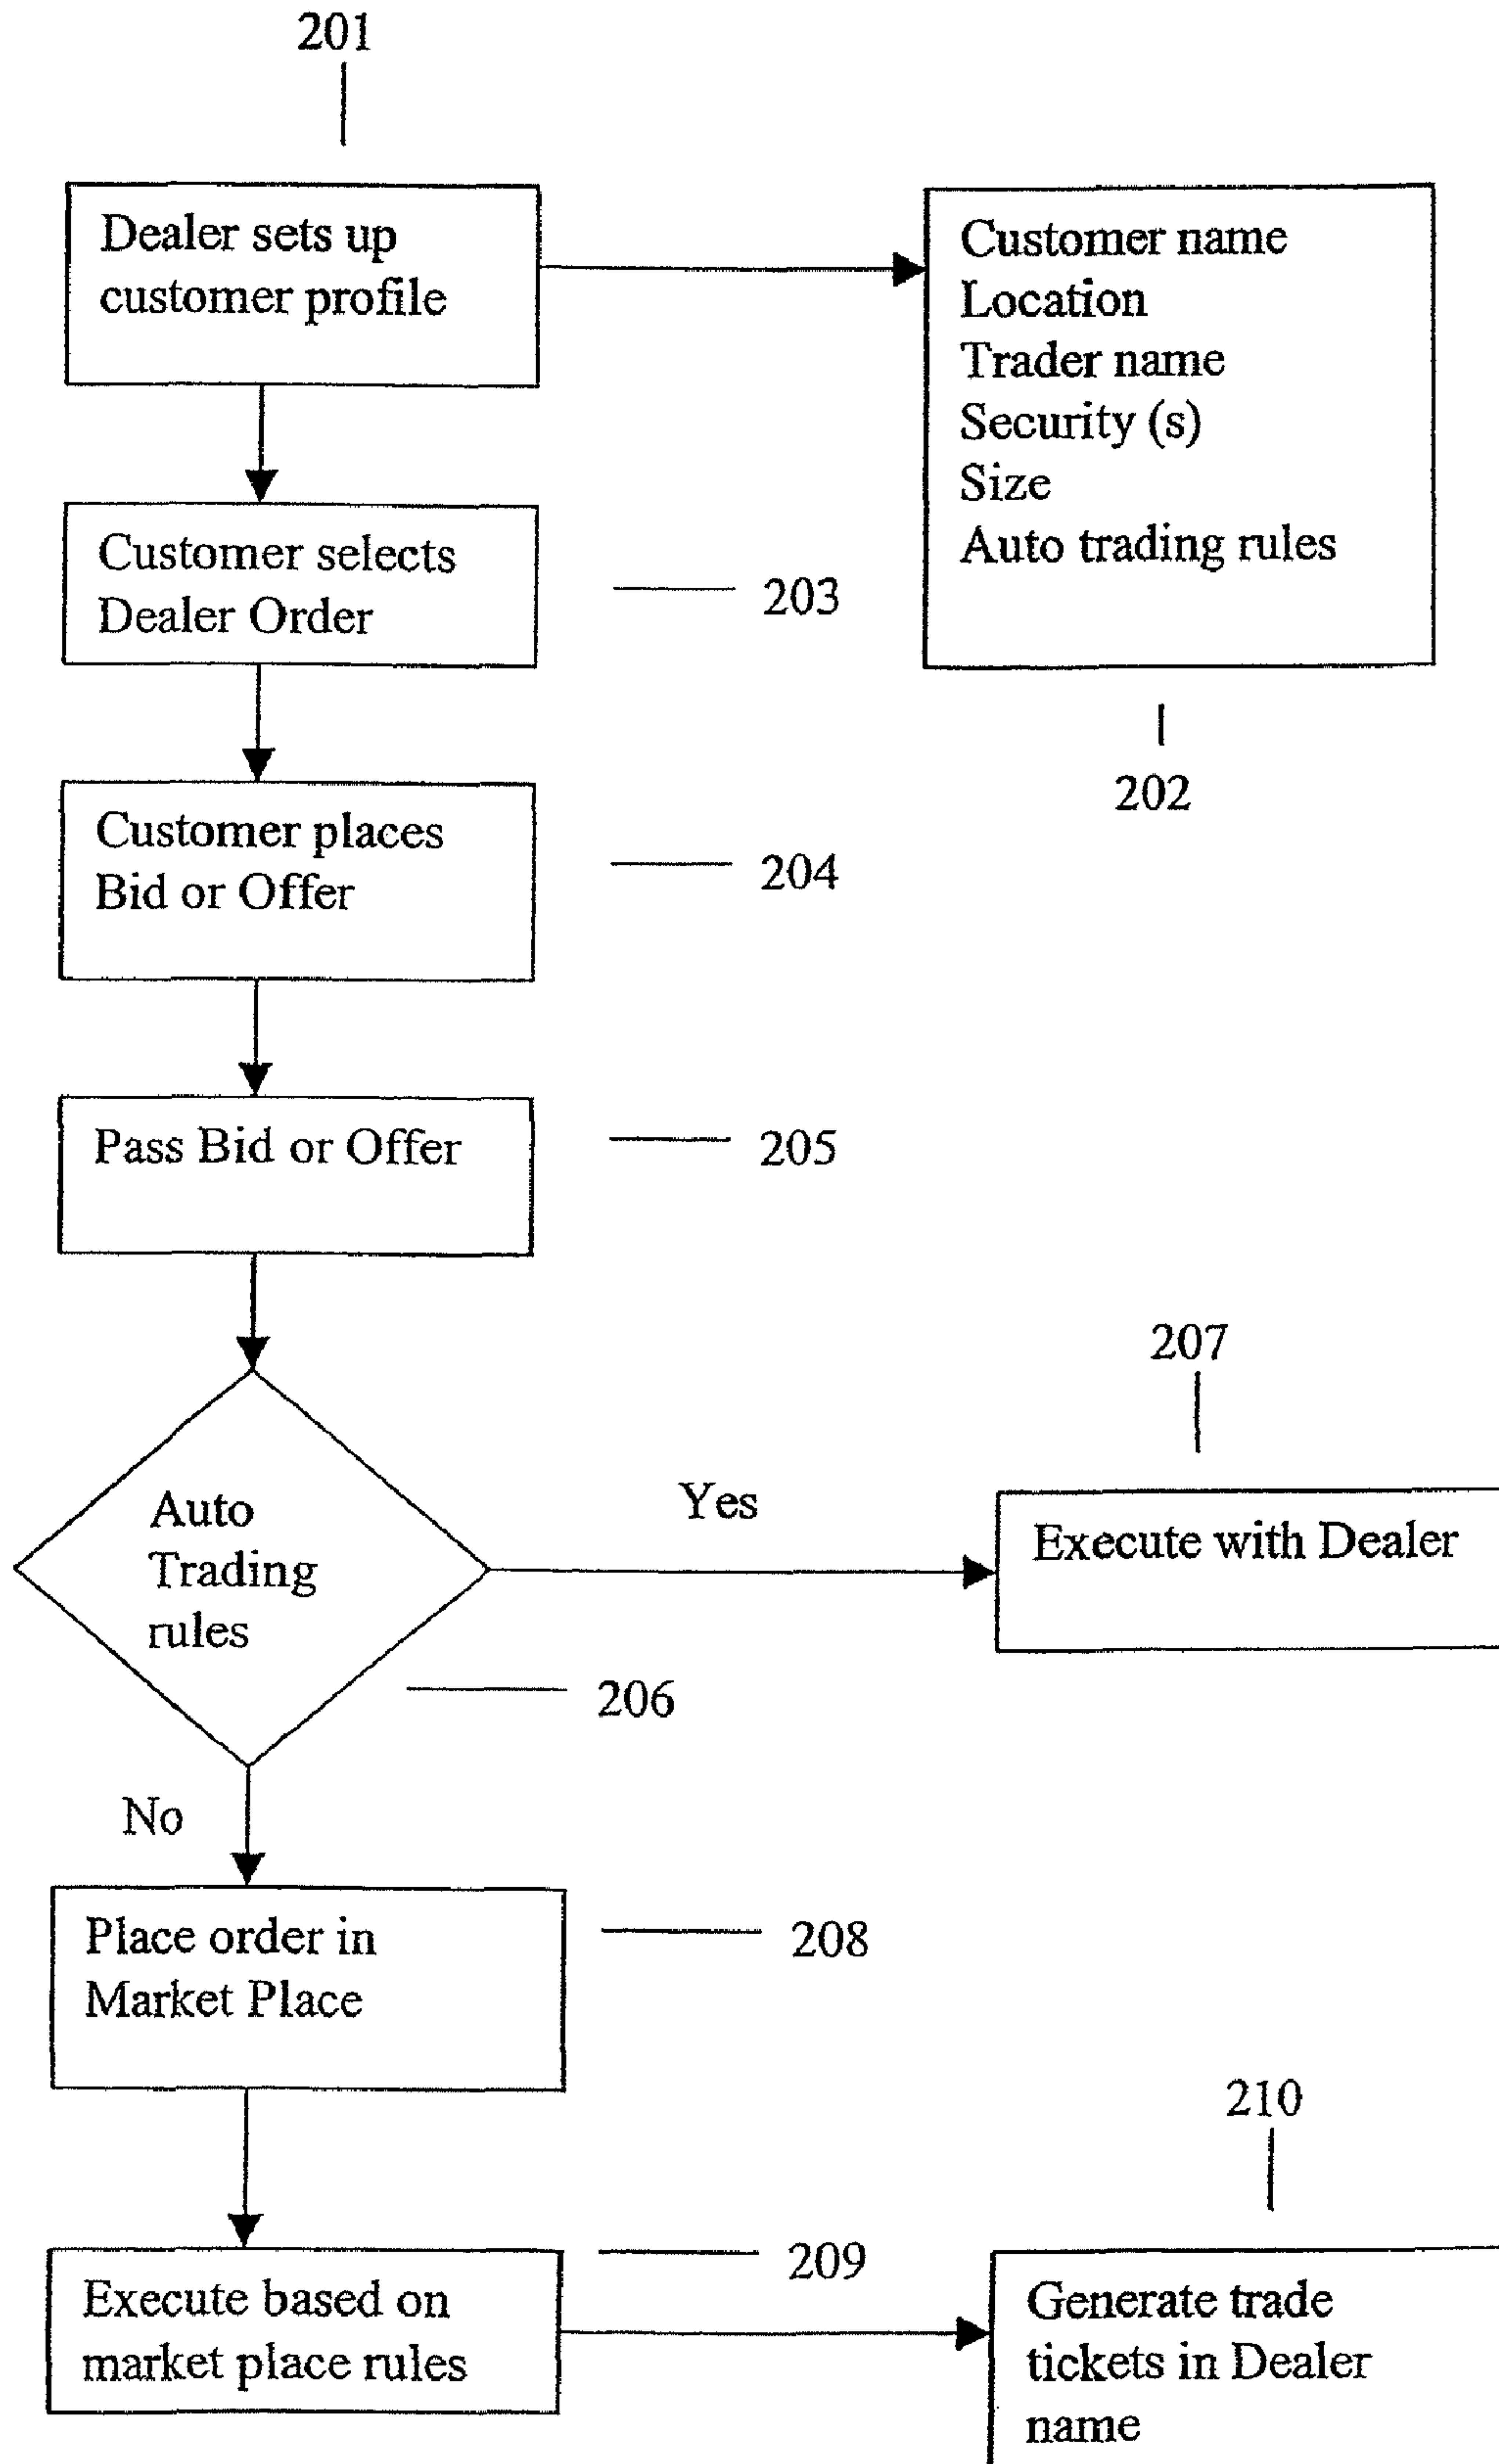 201
Dealer sets up
customer profile
Customer name
Location
Trader name
Security (s)
Size
Auto trading rules
202
Customer selects
Dealer Order
203
Customer places
Bid or Offer
204
Pass Bid or Offer
205
Auto
Trading
rules
206
Yes
207
Execute with Dealer
No
Place order in
Market Place
208
Execute based on
market place rules
209
210
Generate trade
tickets in Dealer
name